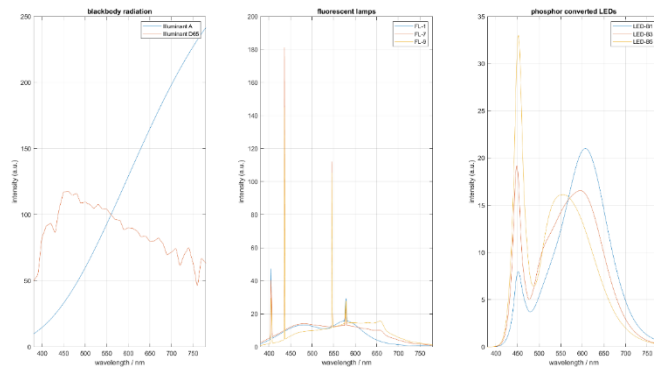 blackbody radiation
250
200
150
100
50
0
400 450 500 550 600 650 700 750
intensity (a.u.)
wavelength / nm
Illuminant A
Illuminant D65
fluorescent lamps
200
180
160
140
120
100
80
60
40
20
0
400 450 500 550 600 650 700 750
intensity (a.u.)
wavelength / nm
FL-1
FL-7
FL-9
phosphor converted LEDs
35
30
25
20
15
10
5
0
400 450 500 550 600 650 700 750
intensity (a.u.)
wavelength / nm
LED-B1
LED-B3
LED-B5